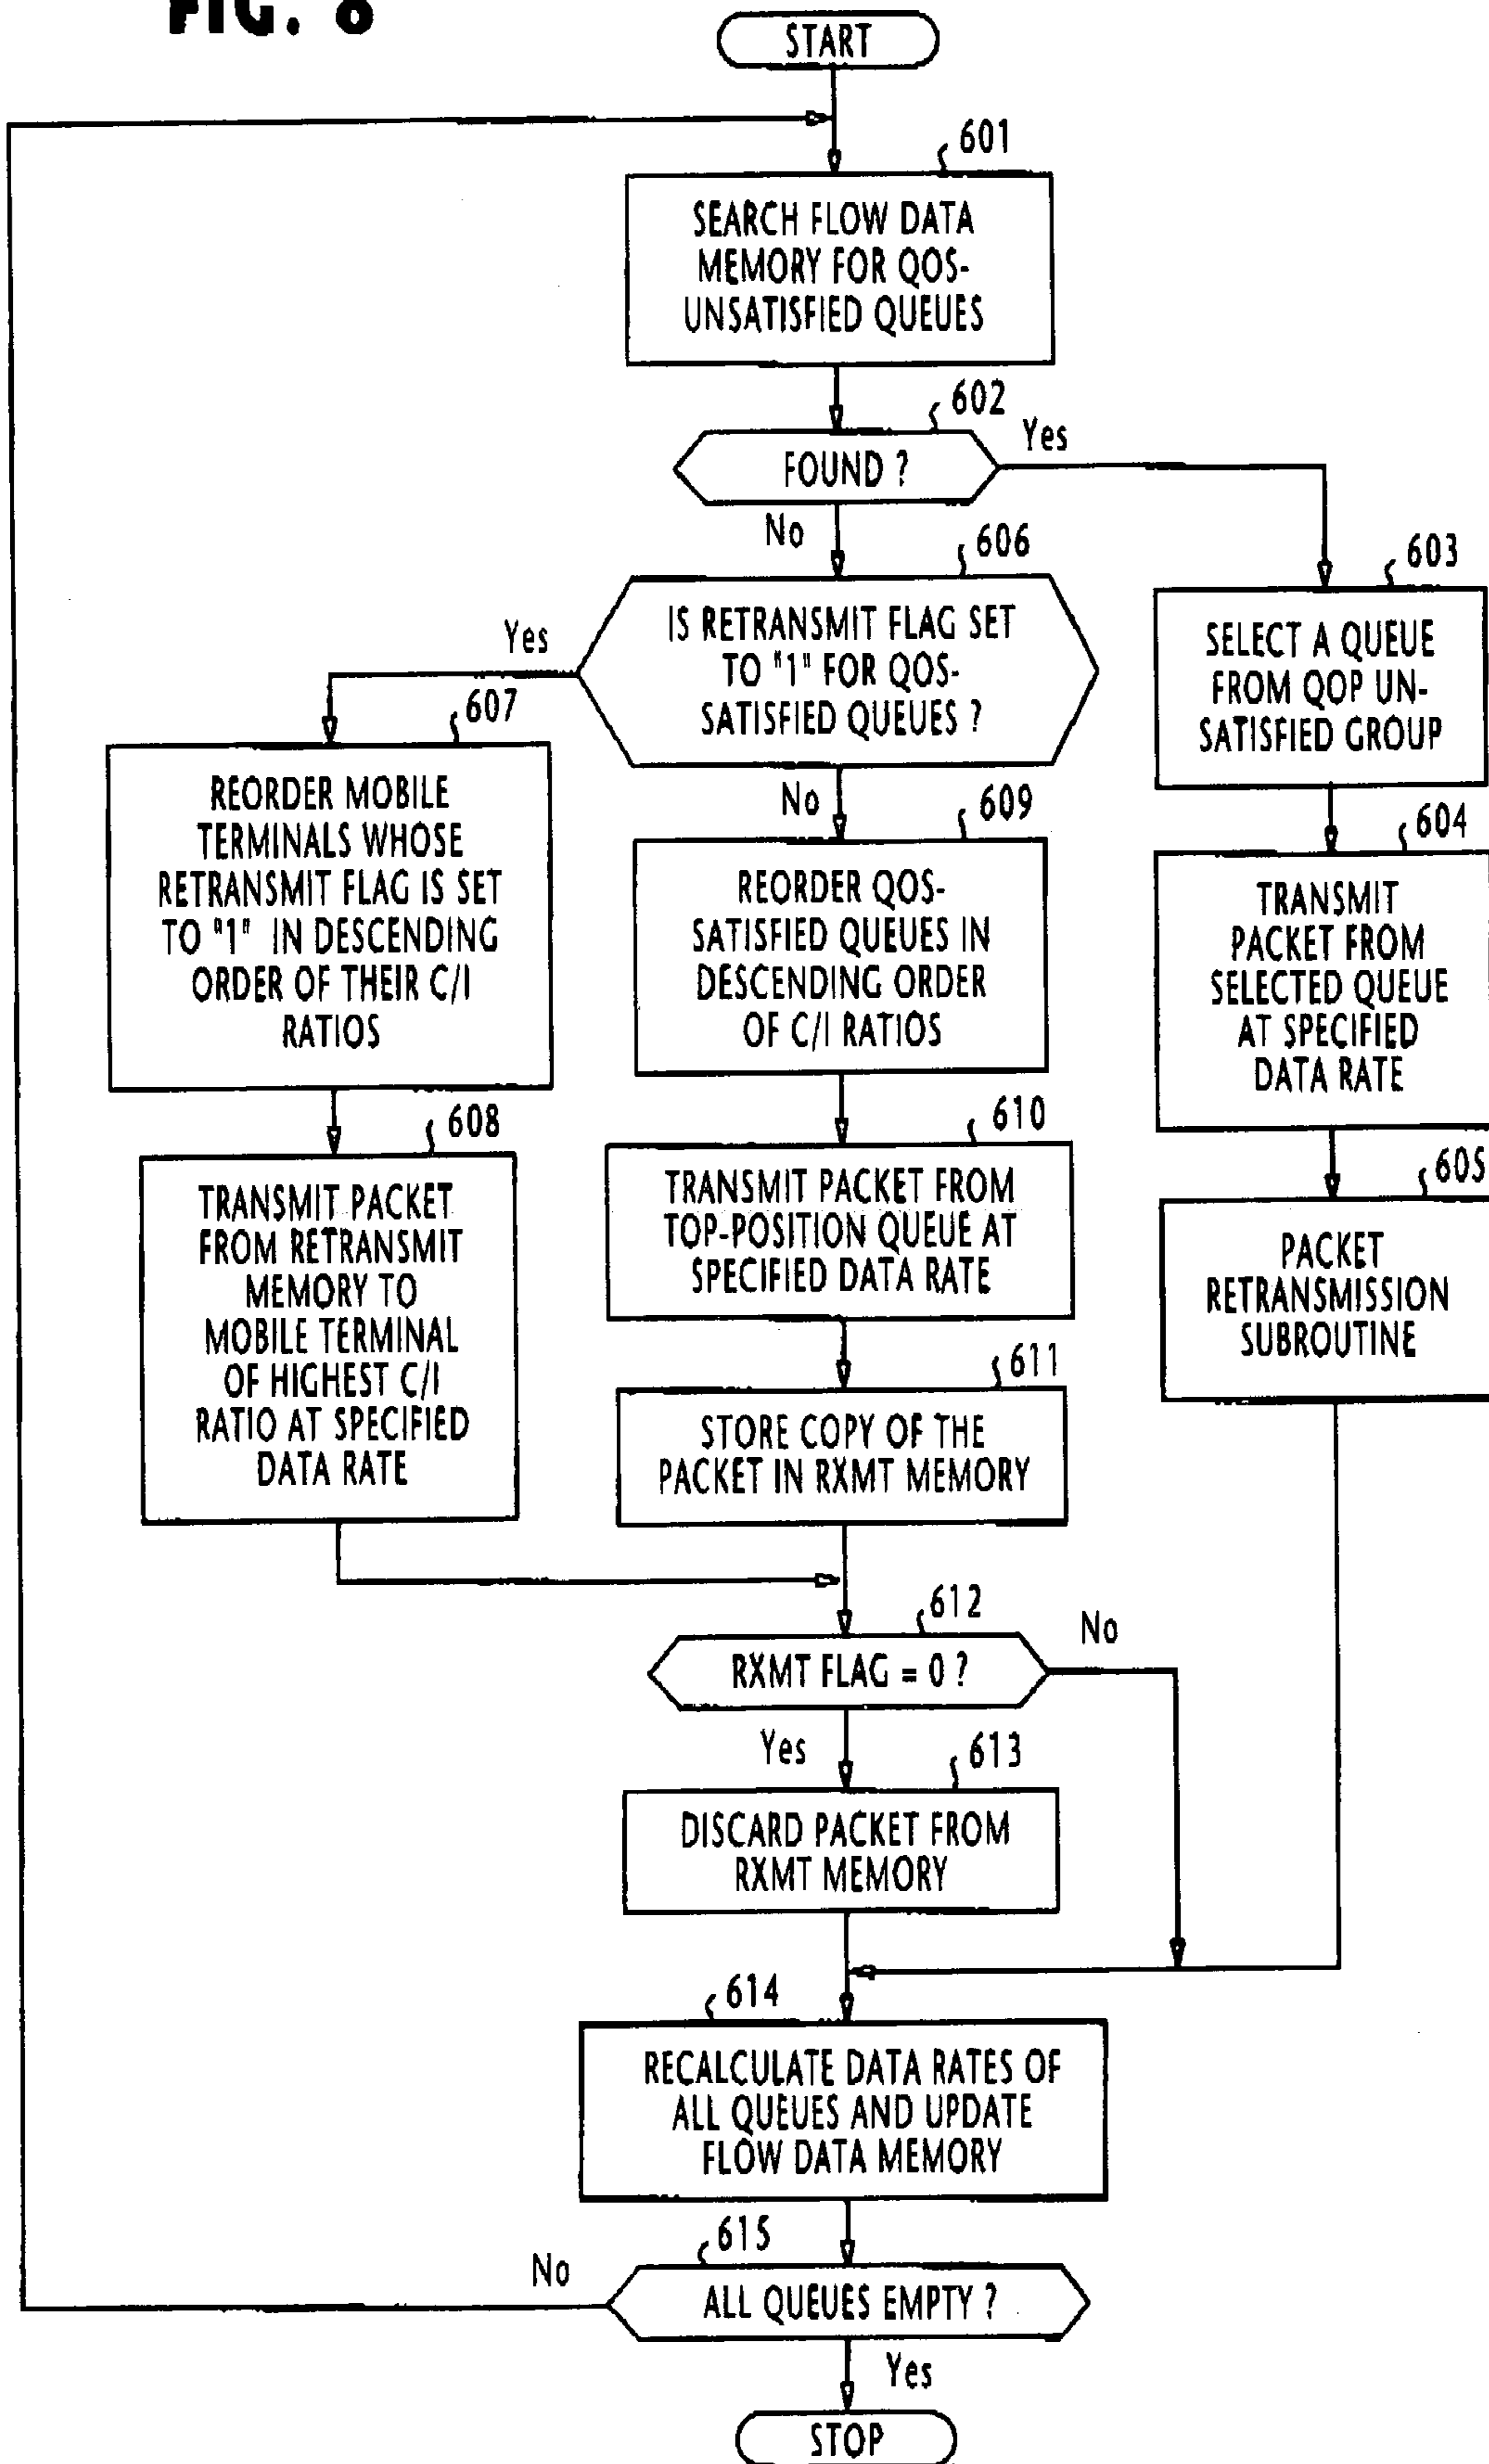 FIG. 6
START
601
SEARCH FLOW DATA
MEMORY FOR QOS-
UNSATISFIED QUEUES
602
FOUND ?
Yes
No
603
SELECT A QUEUE
FROM QOP UN-
SATISFIED GROUP
604
TRANSMIT
PACKET FROM
SELECTED QUEUE
AT SPECIFIED
DATA RATE
605
PACKET
RETRANSMISSION
SUBROUTINE
606
IS RETRANSMIT FLAG SET
TO "1" FOR QOS-
SATISFIED QUEUES ?
Yes
No
607
REORDER MOBILE
TERMINALS WHOSE
RETRANSMIT FLAG IS SET
TO "1" IN DESCENDING
ORDER OF THEIR C/I
RATIOS
608
TRANSMIT PACKET
FROM RETRANSMIT
MEMORY TO
MOBILE TERMINAL
OF HIGHEST C/I
RATIO AT SPECIFIED
DATA RATE
609
REORDER QOS-
SATISFIED QUEUES IN
DESCENDING ORDER
OF C/I RATIOS
610
TRANSMIT PACKET FROM
TOP-POSITION QUEUE AT
SPECIFIED DATA RATE
611
STORE COPY OF THE
PACKET IN RXMT MEMORY
612
RXMT FLAG = 0 ?
No
Yes
613
DISCARD PACKET FROM
RXMT MEMORY
614
RECALCULATE DATA RATES OF
ALL QUEUES AND UPDATE
FLOW DATA MEMORY
615
ALL QUEUES EMPTY ?
No
Yes
STOP